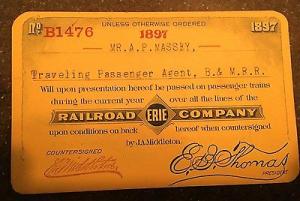 No B1476 UNLESS OTHERWISE ORDERED 1897
1897
MR. A.P. MASSEY,
Traveling Passenger Agent, B.& M.R.R.
Will upon presentation hereof be passed on passenger trains
during the current year over all the lines of the
RAILROAD ERIE COMPANY
upon conditions on back hereof when countersigned
by J.A.Middleton.
COUNTERSIGNED
J.A.Middleton
E.B.Thomas
PRESIDENT